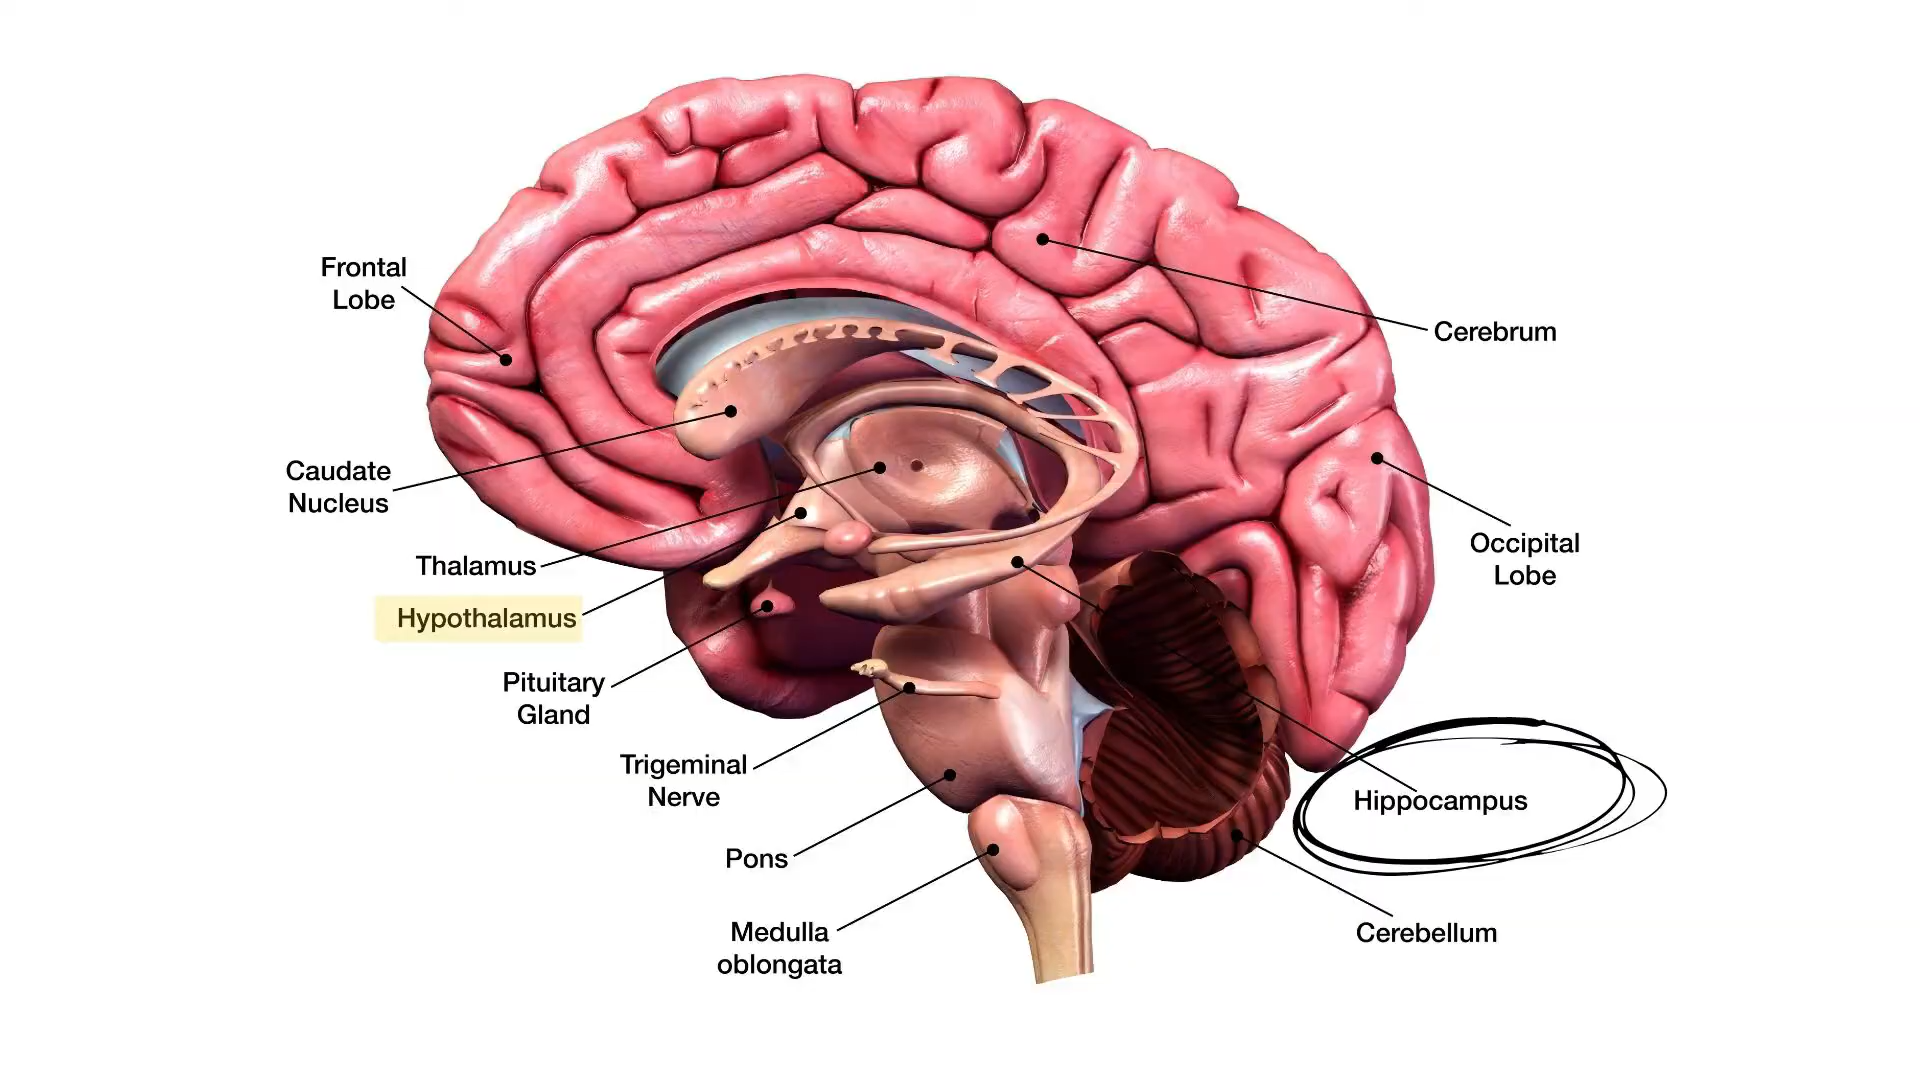 Frontal
Lobe
Cerebrum
Caudate
Nucleus
Occipital
Lobe
Thalamus
Hypothalamus
Pituitary
Gland
Trigeminal
Nerve
Hippocampus
Pons
Medulla
oblongata
Cerebellum